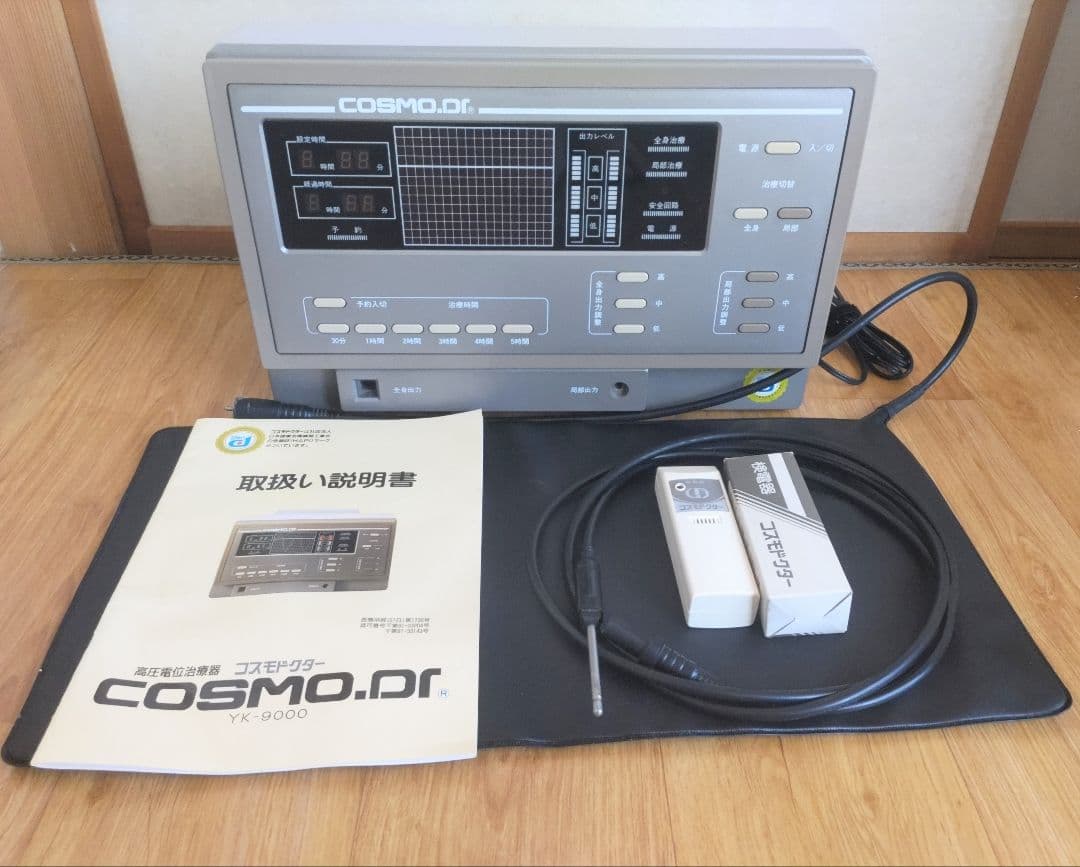 COSMO.Dr®
設定時間
時間
分
経過時間
時間
分
予約
出力レベル
高
中
低
全身治療
局部治療
安全回路
電源
電源
入/切
治療切替
全身
局部
予約入切
治療時間
30分
1時間
2時間
3時間
4時間
5時間
全身出力調整
高
中
低
局部出力調整
高
中
低
全身出力
局部出力
取扱い説明書
COSMO.Dr
高圧電位治療器
コスモドクター
COSMO.Dr®
YK-9000
コスモドクター
検電器
コスモドクター